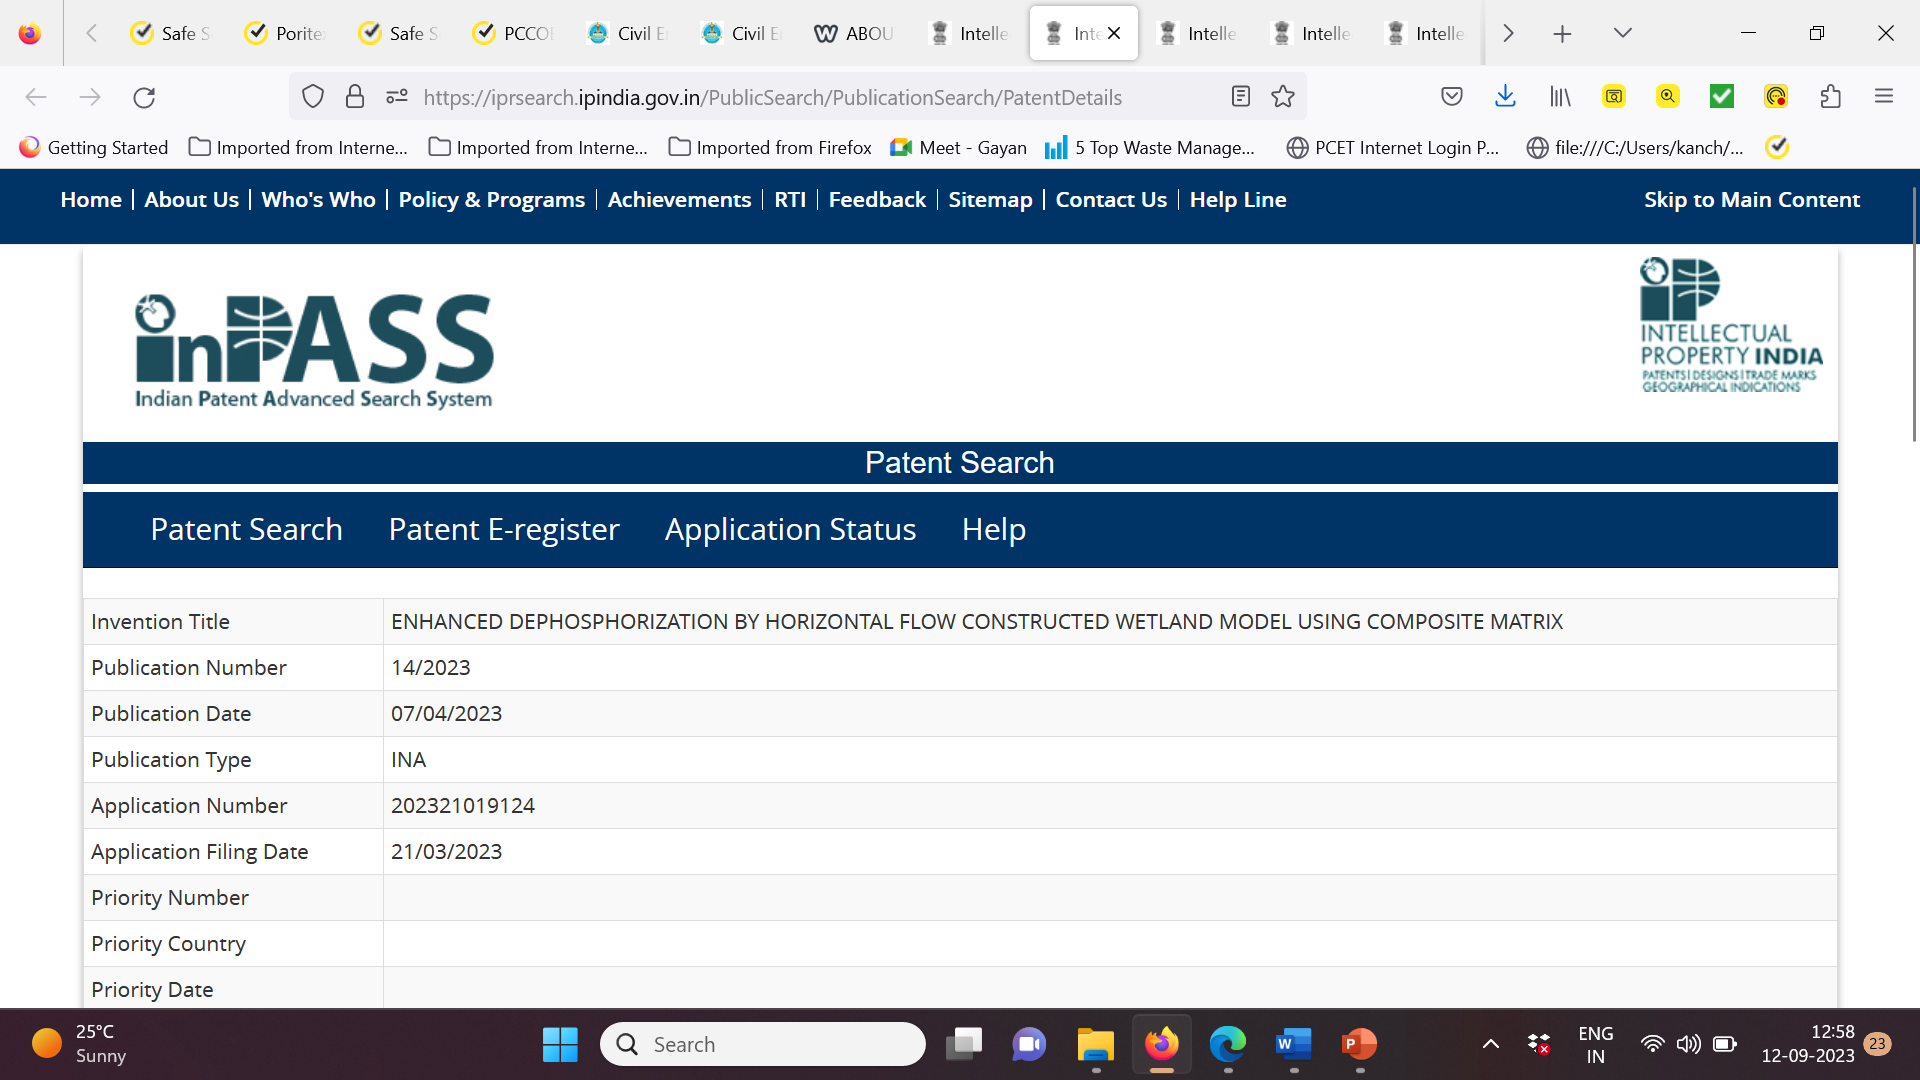 Safe S
Porite
Safe S
PCCOE
Civil E
Civil E
ABOU
Intelle
Inte
Intelle
Intelle
Intelle
https://iprsearch.ipindia.gov.in/PublicSearch/PublicationSearch/PatentDetails
Getting Started
Imported from Interne...
Imported from Interne...
Imported from Firefox
Meet - Gayan
5 Top Waste Manage...
PCET Internet Login P...
file:///C:/Users/kanch/...
Home | About Us | Who's Who | Policy & Programs | Achievements | RTI | Feedback | Sitemap | Contact Us | Help Line
Skip to Main Content
inPASS
Indian Patent Advanced Search System
iP
INTELLECTUAL
PROPERTY INDIA
PATENTS | DESIGNS | TRADE MARKS
GEOGRAPHICAL INDICATIONS
Patent Search
Patent Search Patent E-register Application Status Help
Invention Title ENHANCED DEPHOSPHORIZATION BY HORIZONTAL FLOW CONSTRUCTED WETLAND MODEL USING COMPOSITE MATRIX
Publication Number 14/2023
Publication Date 07/04/2023
Publication Type INA
Application Number 202321019124
Application Filing Date 21/03/2023
Priority Number
Priority Country
Priority Date
25°C
Sunny
Search
ENG
IN
12:58
12-09-2023
23